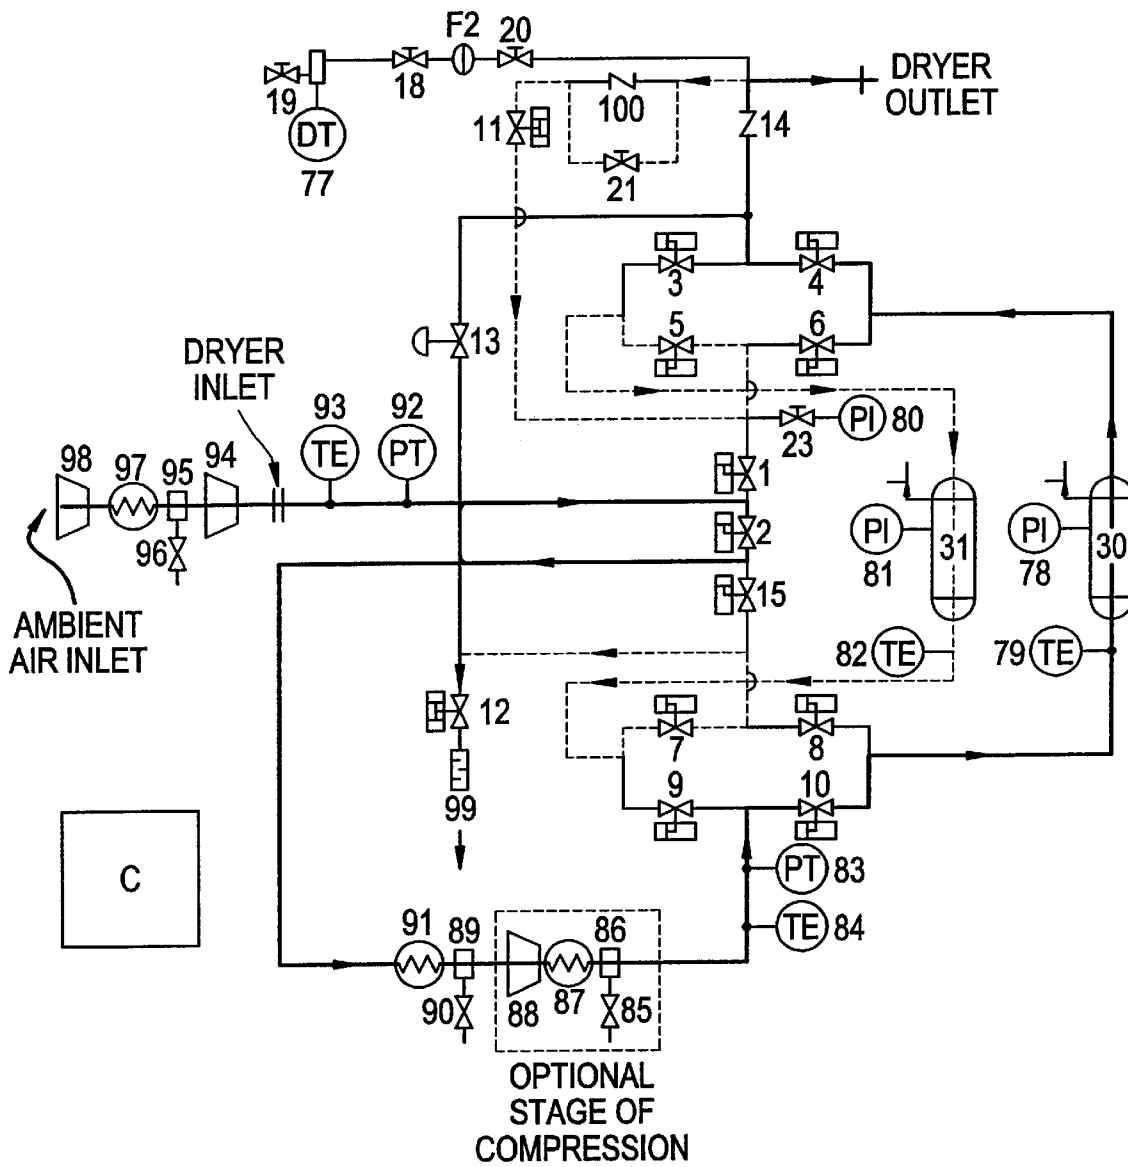 F2
20
DRYER
OUTLET
19
18
DT
77
11
100
14
21
3
4
5
6
13
DRYER
INLET
93
92
TE
PT
23
PI
80
98
97
95
94
1
96
2
PI
81
31
PI
78
30
15
AMBIENT
AIR INLET
82
TE
79
TE
12
7
8
9
10
99
C
PT
83
TE
84
91
89
86
90
88
87
85
OPTIONAL
STAGE OF
COMPRESSION